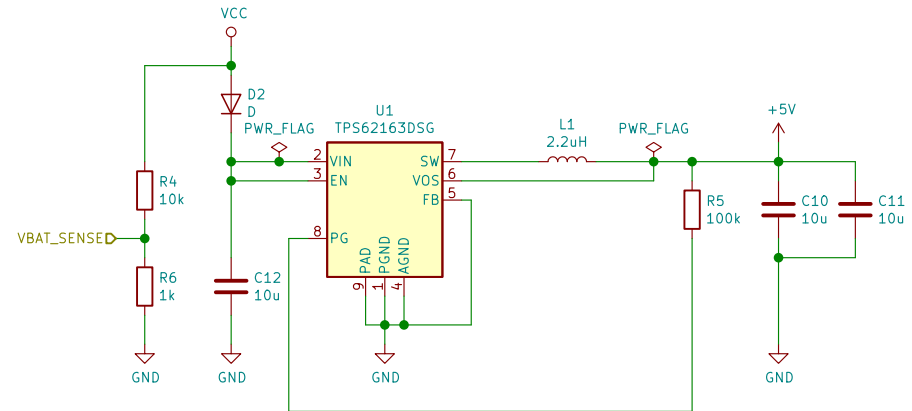 VCC
D2
D
PWR_FLAG
U1
TPS62163DSG
L1
2.2uH
PWR_FLAG
+5V
2
VIN
SW
7
3
EN
VOS
6
FB
5
R4
10k
R5
100k
C10
10u
C11
10u
VBAT_SENSE
8
PG
PAD
PGND
AGND
9
1
4
R6
1k
C12
10u
GND
GND
GND
GND